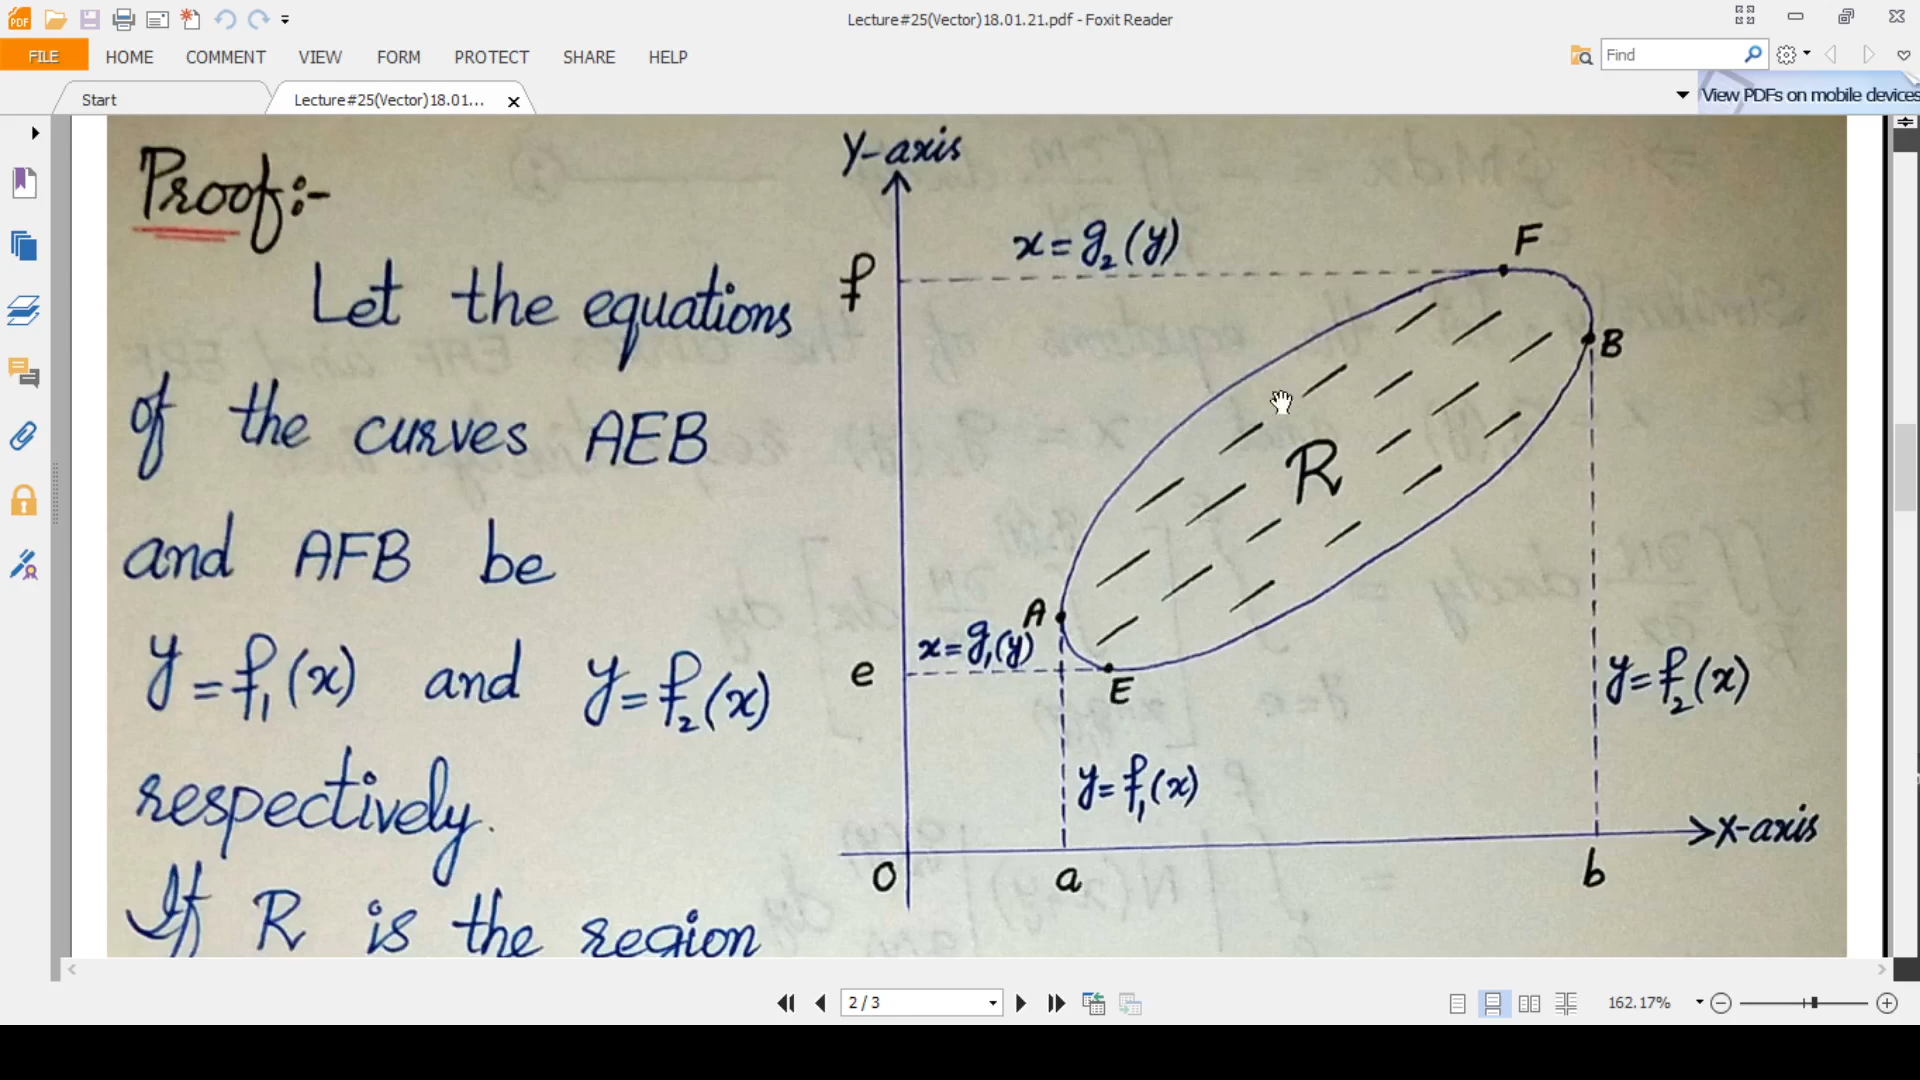 Lecture#25(Vector)18.01.21.pdf - Foxit Reader
FILE HOME COMMENT VIEW FORM PROTECT SHARE HELP
Find
Start Lecture#25(Vector)18.01...
View PDFs on mobile devices
Proof:-
Let the equations
of the curves AEB
and AFB be
y=f₁(x) and y=f₂(x)
respectively.
If R is the region
Y-axis
x=g₂(y)
F
f
B
R
A
x=g₁(y)
e
E
y=f₂(x)
y=f₁(x)
X-axis
O a b
2 / 3
162.17%